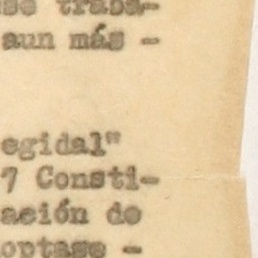 se traba-
aun más -
egidal"
7 Consti-
ación de
optase -